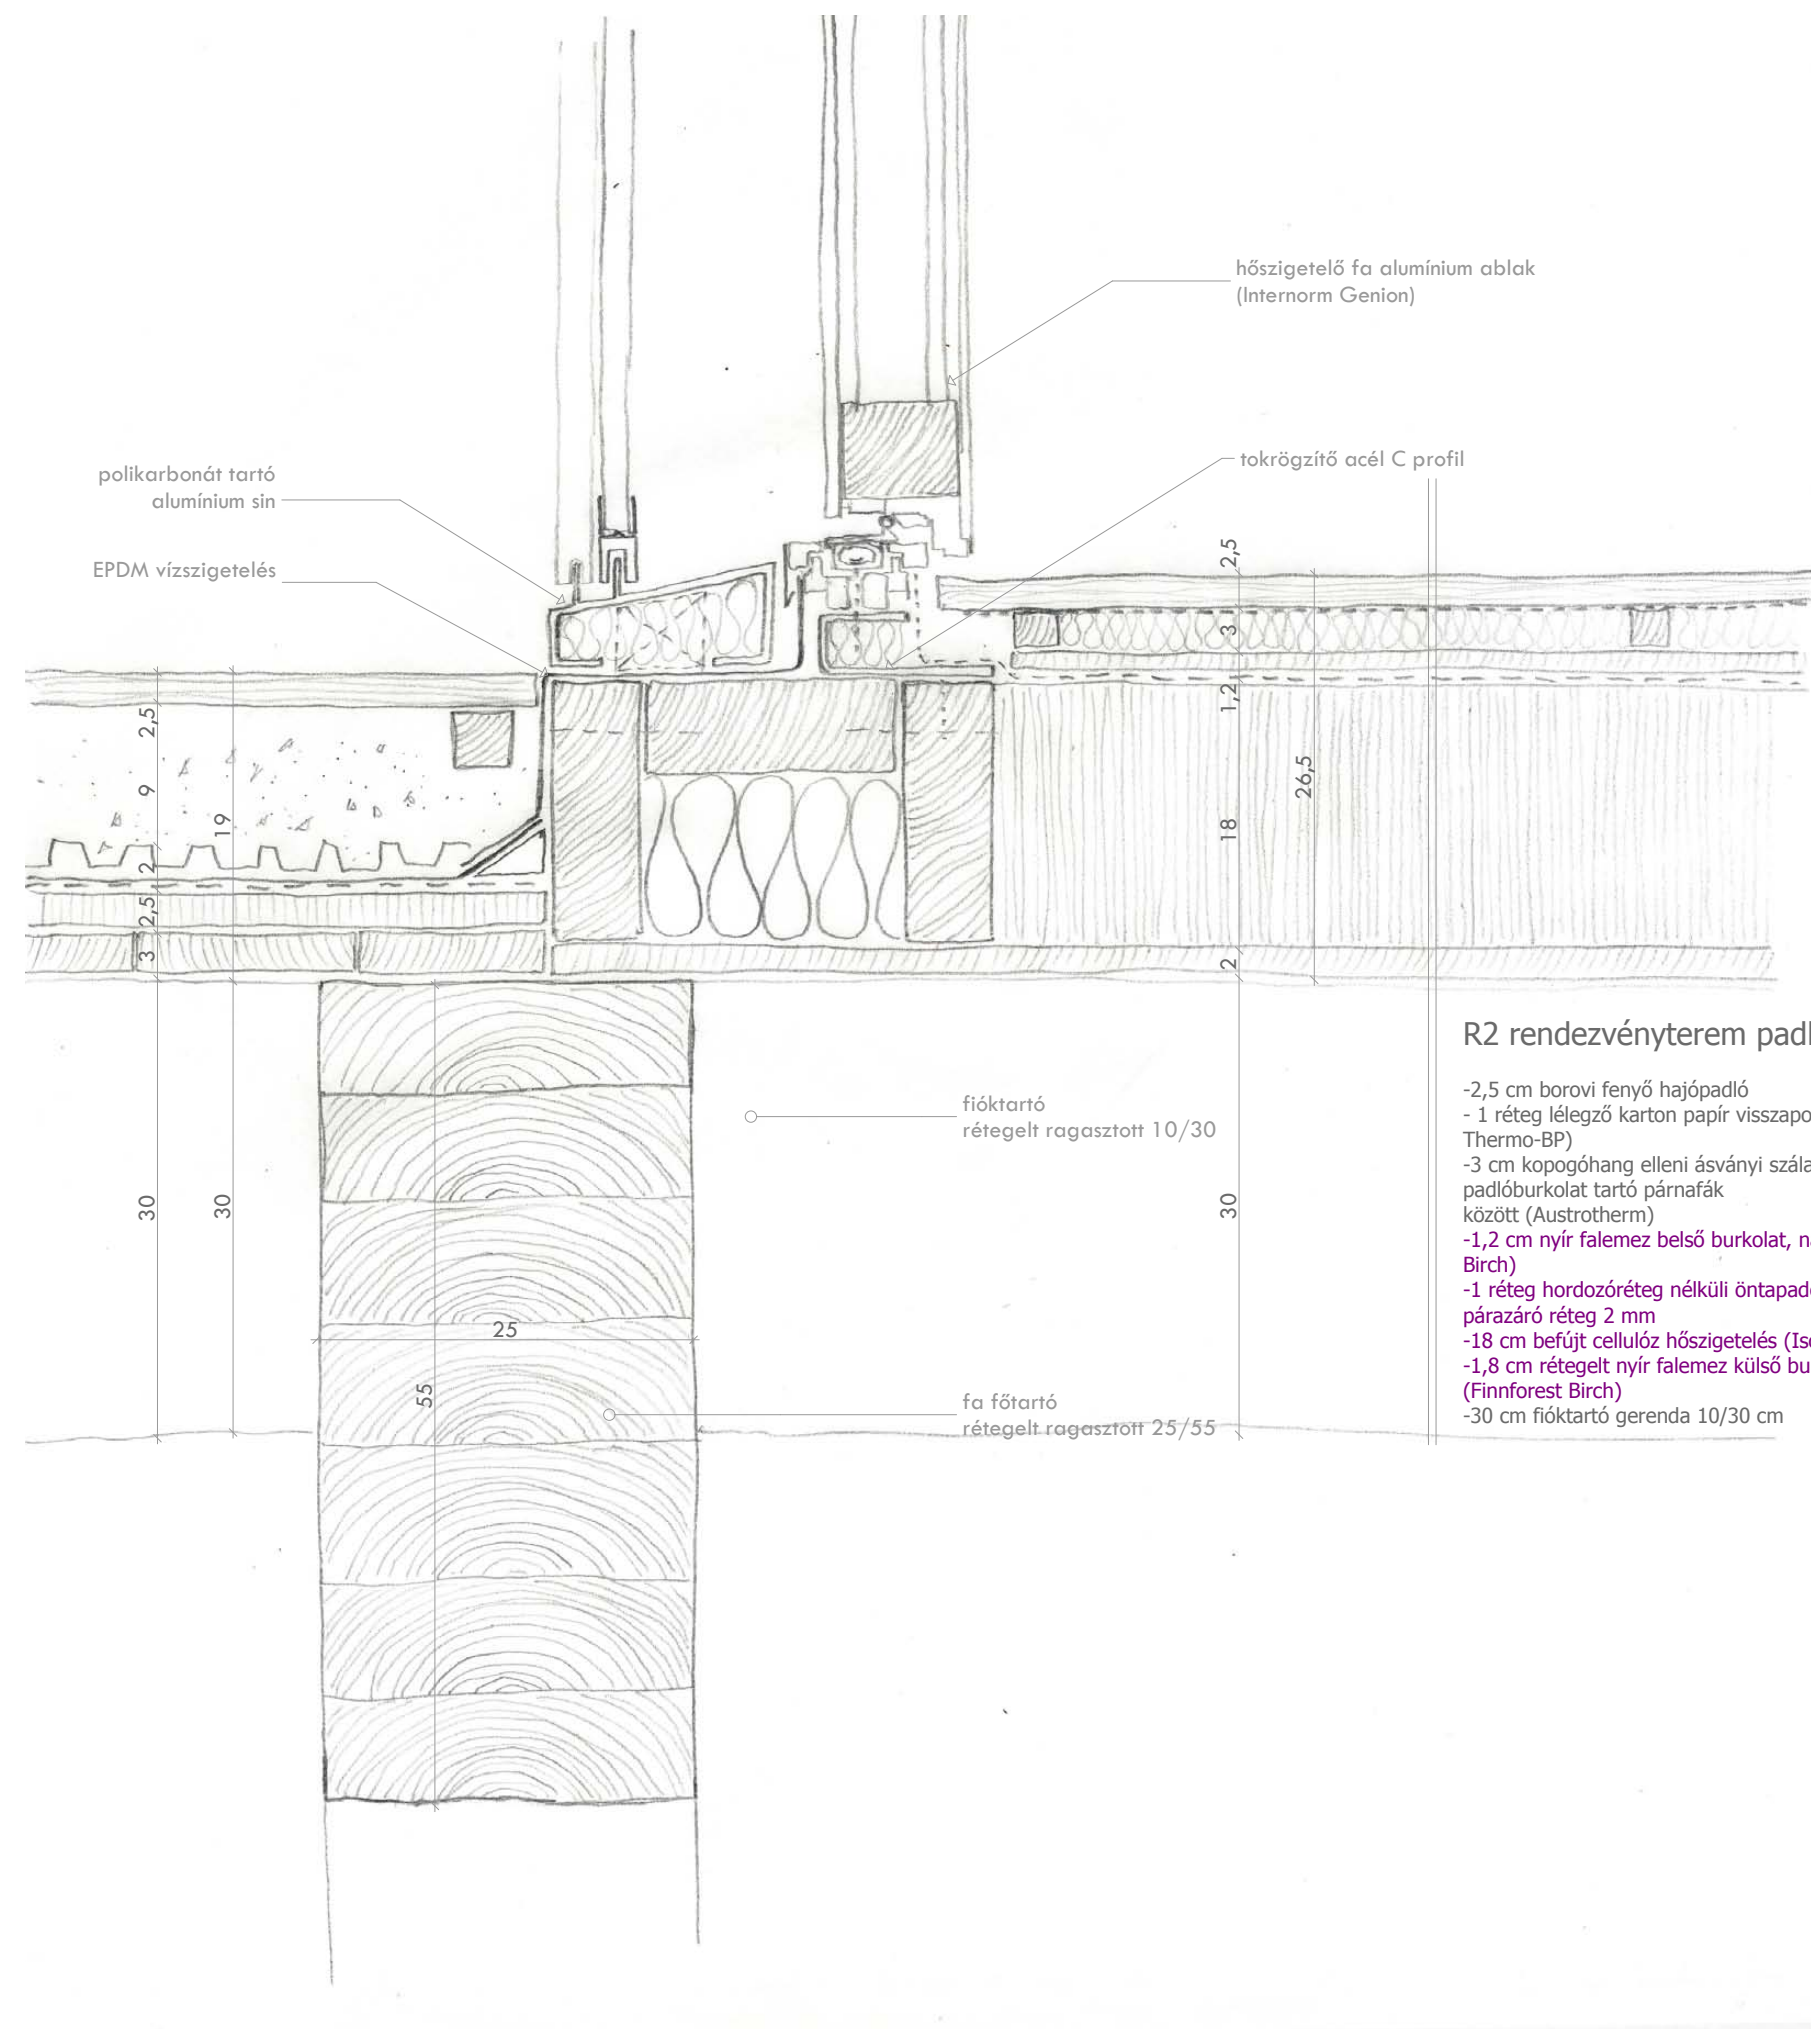 hőszigetelő fa alumínium ablak
(Internorm Genion)
polikarbonát tartó
alumínium sin
tokrögzítő acél C profil
EPDM vízszigetelés
2,5
3
1,2
18
26,5
2
30
2,5
9
19
2
2,5
3
30
30
25
55
fióktartó
rétegelt ragasztott 10/30
fa főtartó
rétegelt ragasztott 25/55
R2 rendezvényterem padl
-2,5 cm borovi fenyő hajópadló
- 1 réteg lélegző karton papír visszapo
Thermo-BP)
-3 cm kopogóhang elleni ásványi szála
padlóburkolat tartó párnafák
között (Austrotherm)
-1,2 cm nyír falemez belső burkolat, na
Birch)
-1 réteg hordozóréteg nélküli öntapadó
párazáró réteg 2 mm
-18 cm befújt cellulóz hőszigetelés (Iso
-1,8 cm rétegelt nyír falemez külső bu
(Finnforest Birch)
-30 cm fióktartó gerenda 10/30 cm